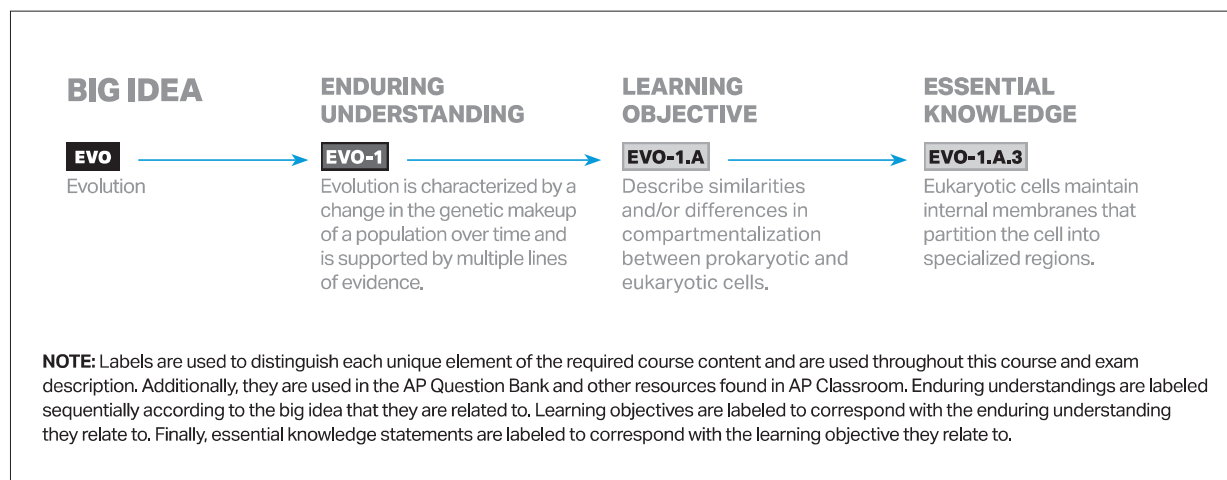 BIG IDEA
EVO
Evolution
ENDURING
UNDERSTANDING
EVO-1
Evolution is characterized by a
change in the genetic makeup
of a population over time and
is supported by multiple lines
of evidence.
LEARNING
OBJECTIVE
EVO-1.A
Describe similarities
and/or differences in
compartmentalization
between prokaryotic and
eukaryotic cells.
ESSENTIAL
KNOWLEDGE
EVO-1.A.3
Eukaryotic cells maintain
internal membranes that
partition the cell into
specialized regions.
NOTE: Labels are used to distinguish each unique element of the required course content and are used throughout this course and exam
description. Additionally, they are used in the AP Question Bank and other resources found in AP Classroom. Enduring understandings are labeled
sequentially according to the big idea that they are related to. Learning objectives are labeled to correspond with the enduring understanding
they relate to. Finally, essential knowledge statements are labeled to correspond with the learning objective they relate to.